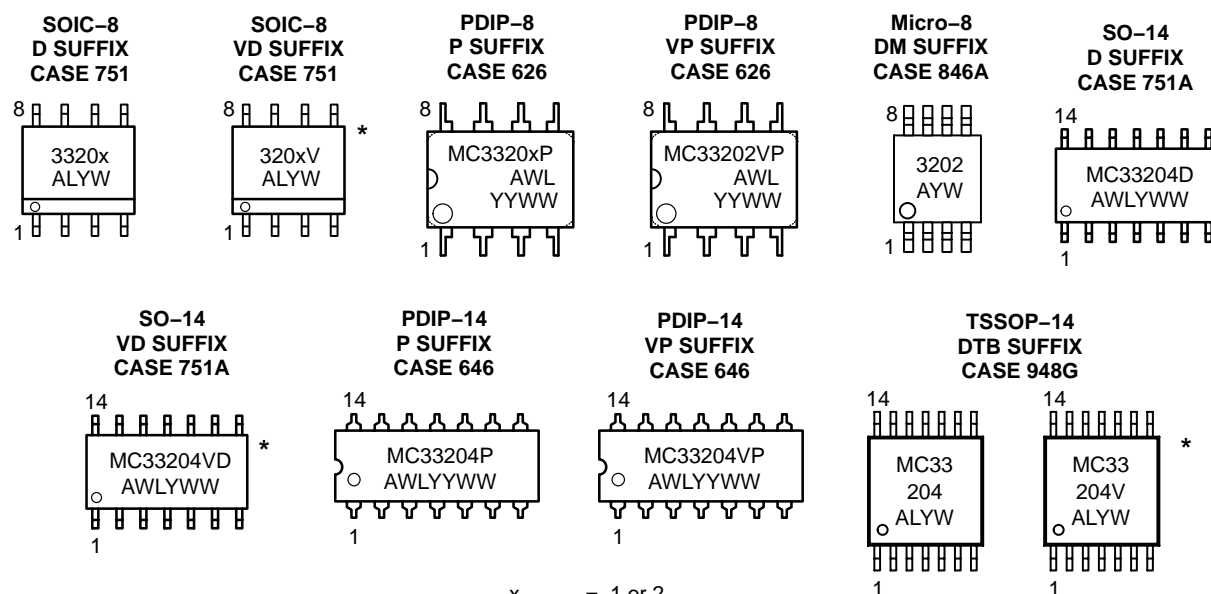 SOIC–8
D SUFFIX
CASE 751
8
3320x
ALYW
1
SOIC–8
VD SUFFIX
CASE 751
8
*
320xV
ALYW
1
PDIP–8
P SUFFIX
CASE 626
8
MC3320xP
AWL
YYWW
1
PDIP–8
VP SUFFIX
CASE 626
8
MC33202VP
AWL
YYWW
1
Micro–8
DM SUFFIX
CASE 846A
8
3202
AYW
1
SO–14
D SUFFIX
CASE 751A
14
MC33204D
AWLYWW
1
SO–14
VD SUFFIX
CASE 751A
14
*
MC33204VD
AWLYWW
1
PDIP–14
P SUFFIX
CASE 646
14
MC33204P
AWLYYWW
1
PDIP–14
VP SUFFIX
CASE 646
14
MC33204VP
AWLYYWW
1
TSSOP–14
DTB SUFFIX
CASE 948G
14
MC33
204
ALYW
1
14
*
MC33
204V
ALYW
1
x = 1 or 2